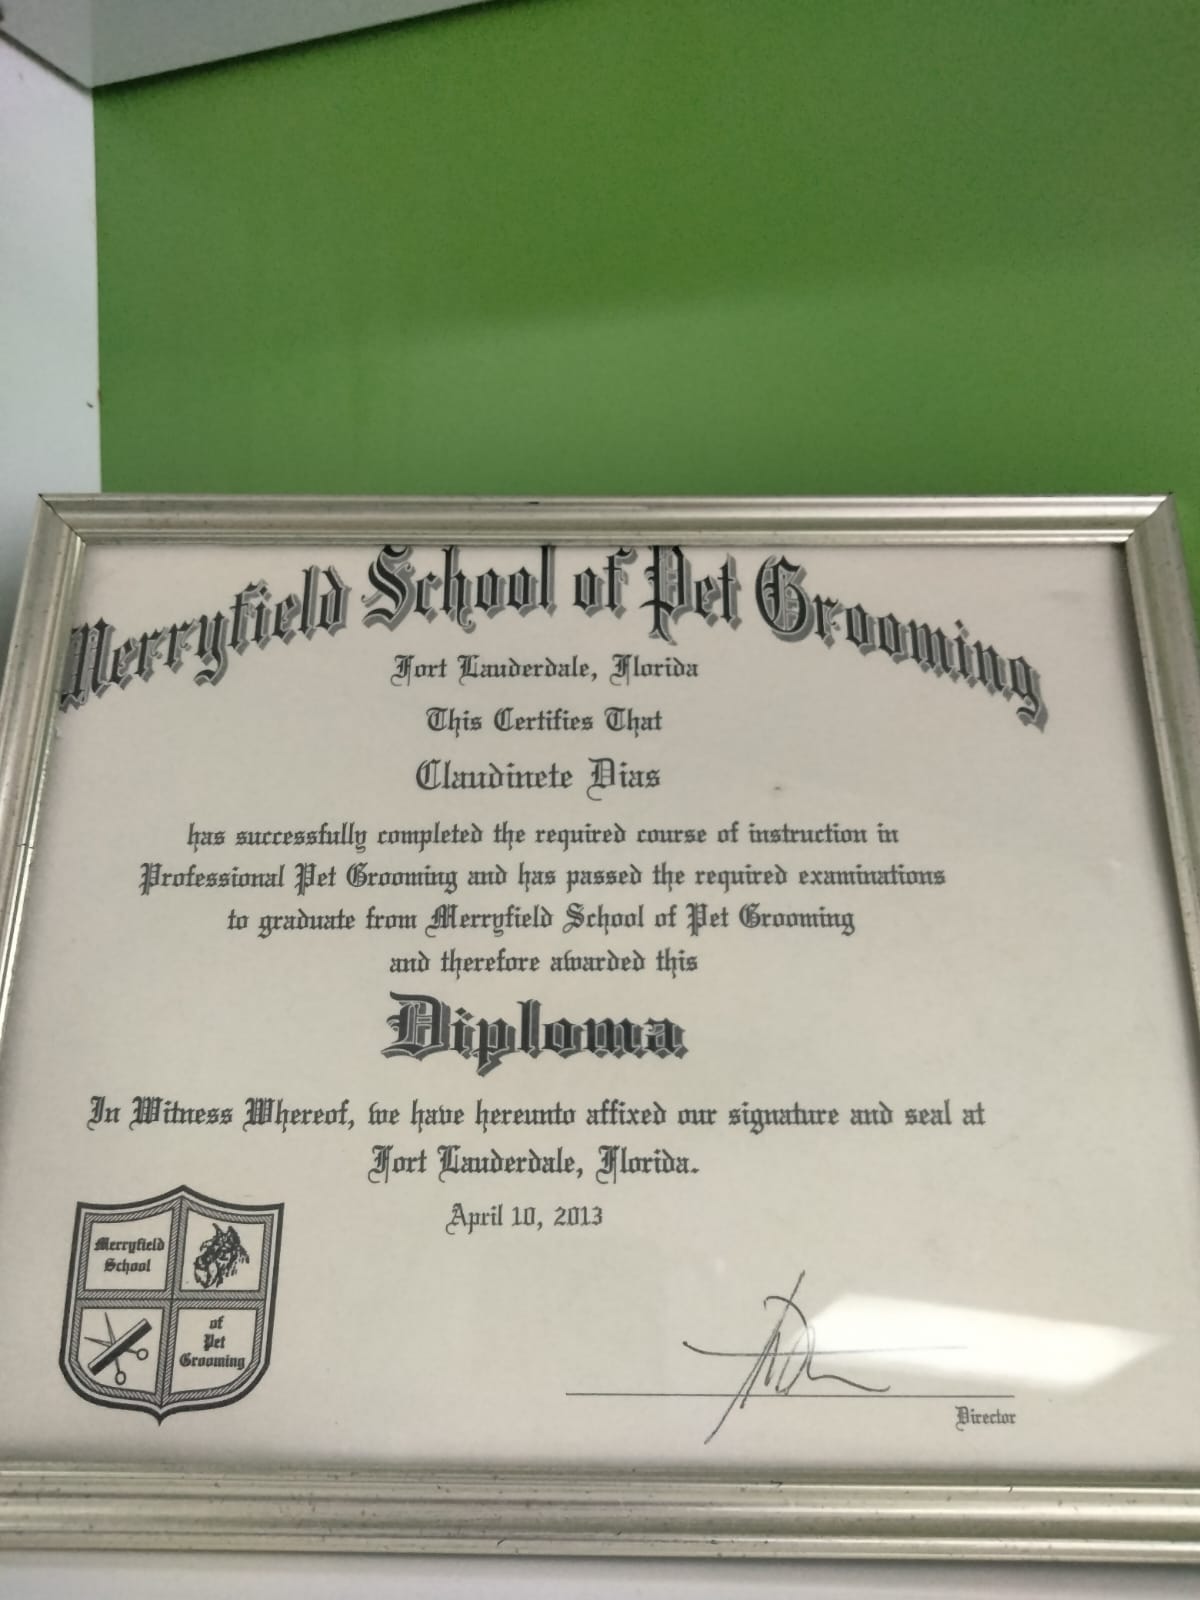 Merryfield School of Pet Grooming
Fort Lauderdale, Florida
This Certifies That
Claudinete Dias
has successfully completed the required course of instruction in
Professional Pet Grooming and has passed the required examinations
to graduate from Merryfield School of Pet Grooming
and therefore awarded this
Diploma
In Witness Whereof, we have hereunto affixed our signature and seal at
Fort Lauderdale, Florida.
April 10, 2013
Merryfield
School
of
Pet
Grooming
Director